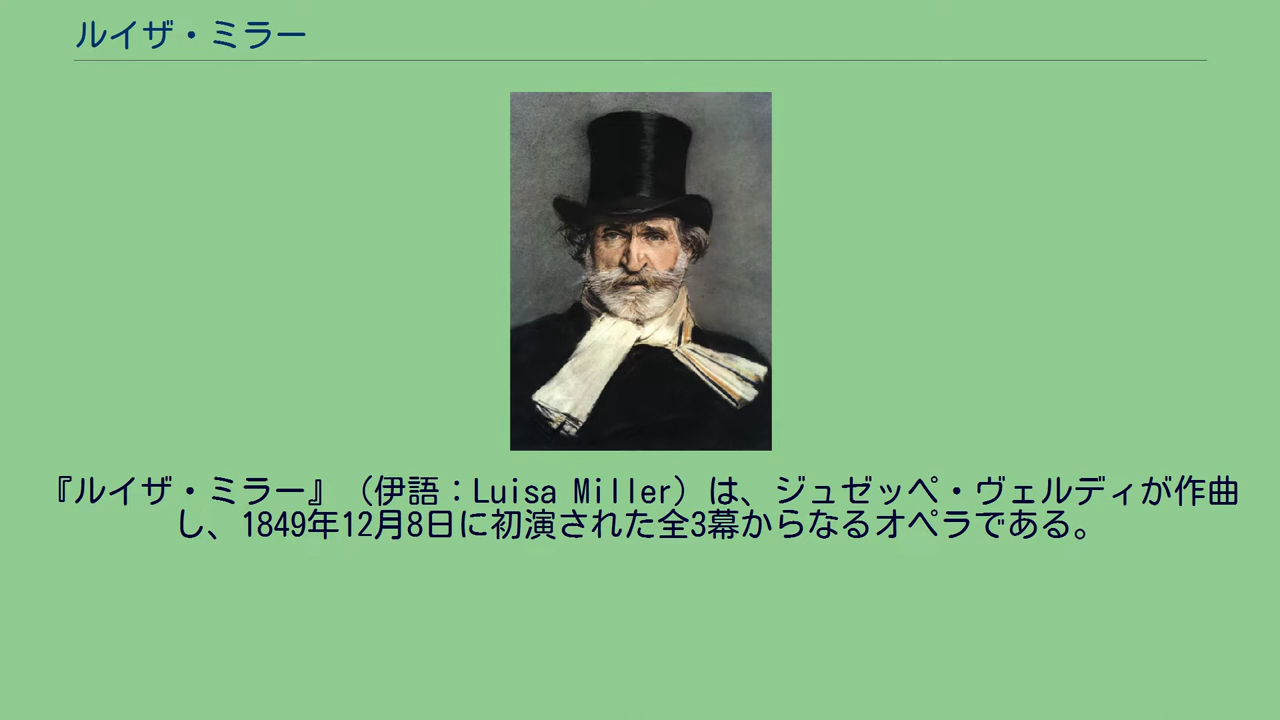 ルイザ・ミラー
『ルイザ・ミラー』（伊語：Luisa Miller）は、ジュゼッペ・ヴェルディが作曲
し、1849年12月8日に初演された全3幕からなるオペラである。